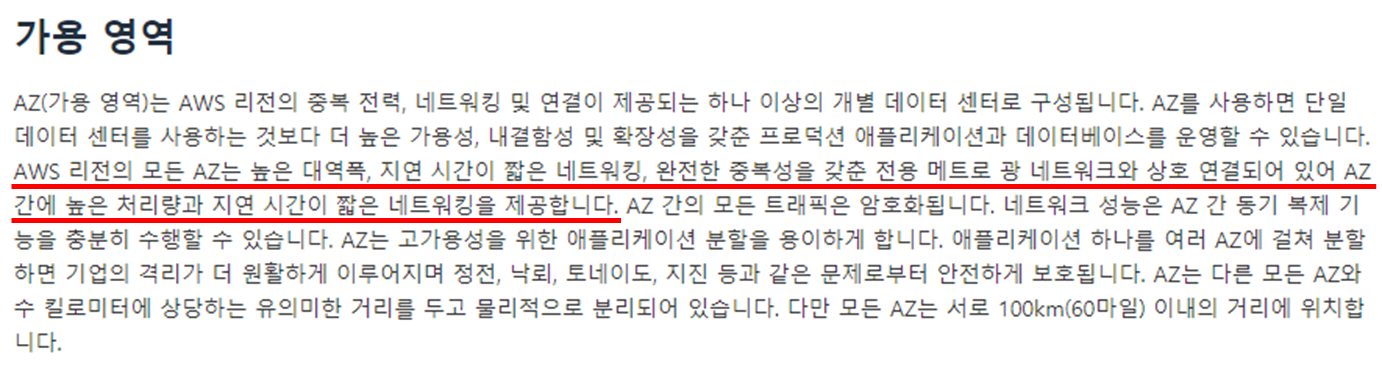 가용 영역
AZ(가용 영역)는 AWS 리전의 중복 전력, 네트워킹 및 연결이 제공되는 하나 이상의 개별 데이터 센터로 구성됩니다. AZ를 사용하면 단일
데이터 센터를 사용하는 것보다 더 높은 가용성, 내결함성 및 확장성을 갖춘 프로덕션 애플리케이션과 데이터베이스를 운영할 수 있습니다.
AWS 리전의 모든 AZ는 높은 대역폭, 지연 시간이 짧은 네트워킹, 완전한 중복성을 갖춘 전용 메트로 광 네트워크와 상호 연결되어 있어 AZ
간에 높은 처리량과 지연 시간이 짧은 네트워킹을 제공합니다. AZ 간의 모든 트래픽은 암호화됩니다. 네트워크 성능은 AZ 간 동기 복제 기
능을 충분히 수행할 수 있습니다. AZ는 고가용성을 위한 애플리케이션 분할을 용이하게 합니다. 애플리케이션 하나를 여러 AZ에 걸쳐 분할
하면 기업의 격리가 더 원활하게 이루어지며 정전, 낙뢰, 토네이도, 지진 등과 같은 문제로부터 안전하게 보호됩니다. AZ는 다른 모든 AZ와
수 킬로미터에 상당하는 유의미한 거리를 두고 물리적으로 분리되어 있습니다. 다만 모든 AZ는 서로 100km(60마일) 이내의 거리에 위치합
니다.